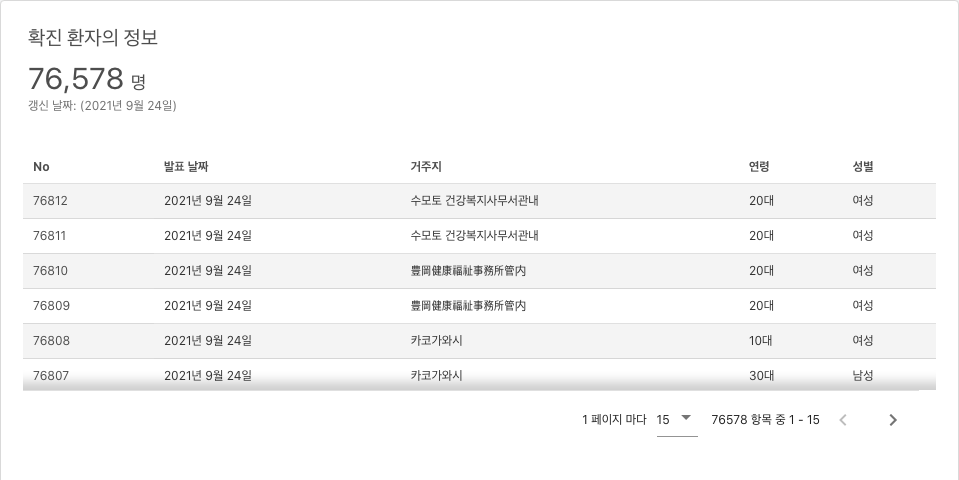 확진 환자의 정보
76,578 명
갱신 날짜: (2021년 9월 24일)
No 발표 날짜 거주지 연령 성별
76812 2021년 9월 24일 수모토 건강복지사무서관내 20대 여성
76811 2021년 9월 24일 수모토 건강복지사무서관내 20대 여성
76810 2021년 9월 24일 豊岡健康福祉事務所管内 20대 여성
76809 2021년 9월 24일 豊岡健康福祉事務所管内 20대 여성
76808 2021년 9월 24일 카코가와시 10대 여성
76807 2021년 9월 24일 카코가와시 30대 남성
1 페이지 마다 15 76578 항목 중 1 - 15